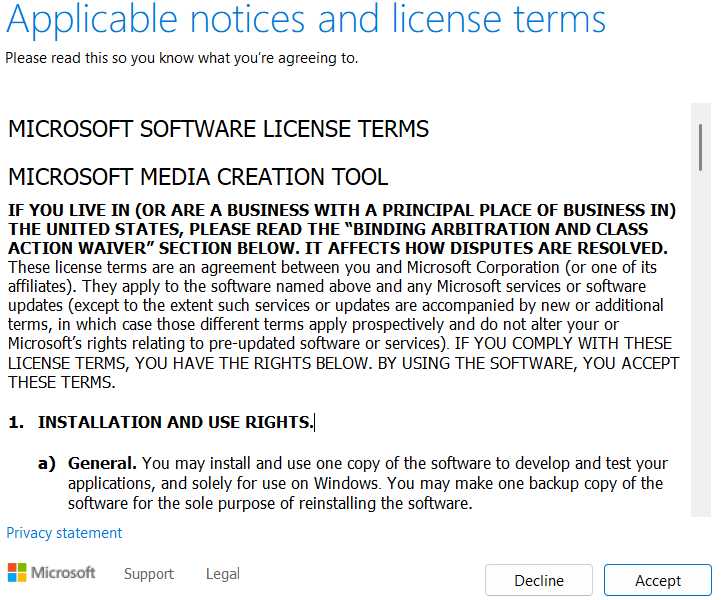 Applicable notices and license terms
Please read this so you know what you're agreeing to.
MICROSOFT SOFTWARE LICENSE TERMS
MICROSOFT MEDIA CREATION TOOL
IF YOU LIVE IN (OR ARE A BUSINESS WITH A PRINCIPAL PLACE OF BUSINESS IN)
THE UNITED STATES, PLEASE READ THE “BINDING ARBITRATION AND CLASS
ACTION WAIVER” SECTION BELOW. IT AFFECTS HOW DISPUTES ARE RESOLVED.
These license terms are an agreement between you and Microsoft Corporation (or one of its
affiliates). They apply to the software named above and any Microsoft services or software
updates (except to the extent such services or updates are accompanied by new or additional
terms, in which case those different terms apply prospectively and do not alter your or
Microsoft’s rights relating to pre-updated software or services). IF YOU COMPLY WITH THESE
LICENSE TERMS, YOU HAVE THE RIGHTS BELOW. BY USING THE SOFTWARE, YOU ACCEPT
THESE TERMS.
1. INSTALLATION AND USE RIGHTS.
a) General. You may install and use one copy of the software to develop and test your
applications, and solely for use on Windows. You may make one backup copy of the
software for the sole purpose of reinstalling the software.
Privacy statement
Microsoft Support Legal Decline Accept